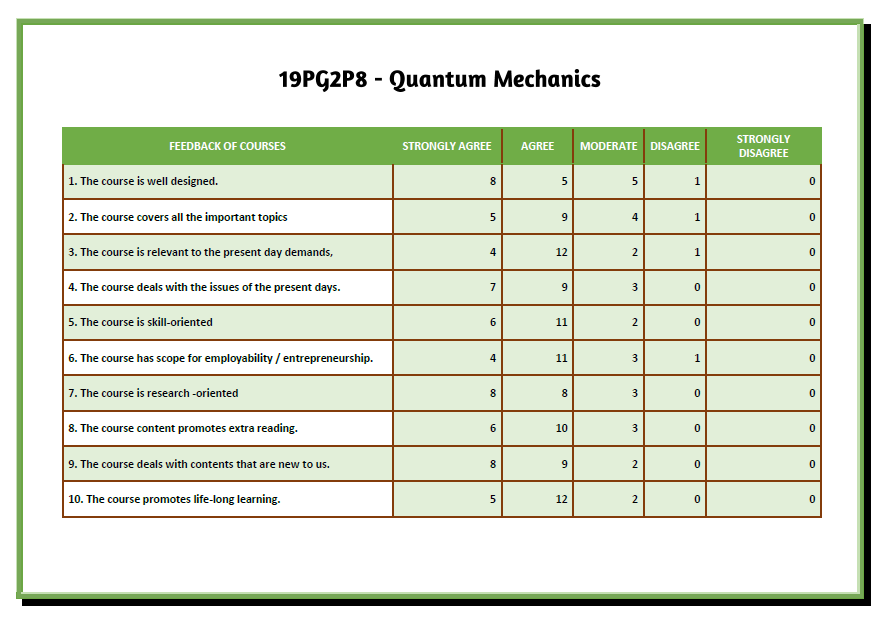 19PG2P8 - Quantum Mechanics
FEEDBACK OF COURSES STRONGLY AGREE AGREE MODERATE DISAGREE STRONGLY DISAGREE
1. The course is well designed. 8 5 5 1 0
2. The course covers all the important topics 5 9 4 1 0
3. The course is relevant to the present day demands, 4 12 2 1 0
4. The course deals with the issues of the present days. 7 9 3 0 0
5. The course is skill-oriented 6 11 2 0 0
6. The course has scope for employability / entrepreneurship. 4 11 3 1 0
7. The course is research -oriented 8 8 3 0 0
8. The course content promotes extra reading. 6 10 3 0 0
9. The course deals with contents that are new to us. 8 9 2 0 0
10. The course promotes life-long learning. 5 12 2 0 0